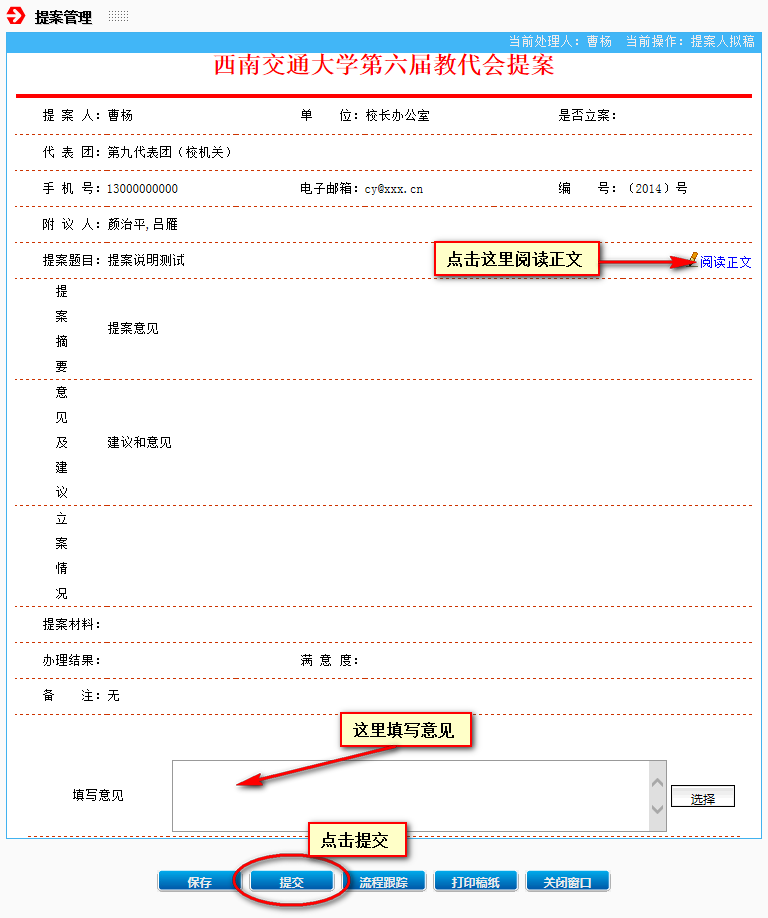 提案管理
当前处理人：曹杨 当前操作：提案人拟稿
西南交通大学第六届教代会提案
提 案 人：曹杨 单 位：校长办公室 是否立案：
代 表 团：第九代表团（校机关）
手 机 号：13000000000 电子邮箱：cy@xxx.cn 编 号：（2014）号
附 议 人：颜治平,吕雁
提案题目：提案说明测试 点击这里阅读正文 阅读正文
提
案
摘
要
提案意见
意
见
及
建
议
建议和意见
立
案
情
况
提案材料：
办理结果： 满 意 度：
备 注：无
这里填写意见
填写意见 选择
点击提交
保存 提交 流程跟踪 打印稿纸 关闭窗口